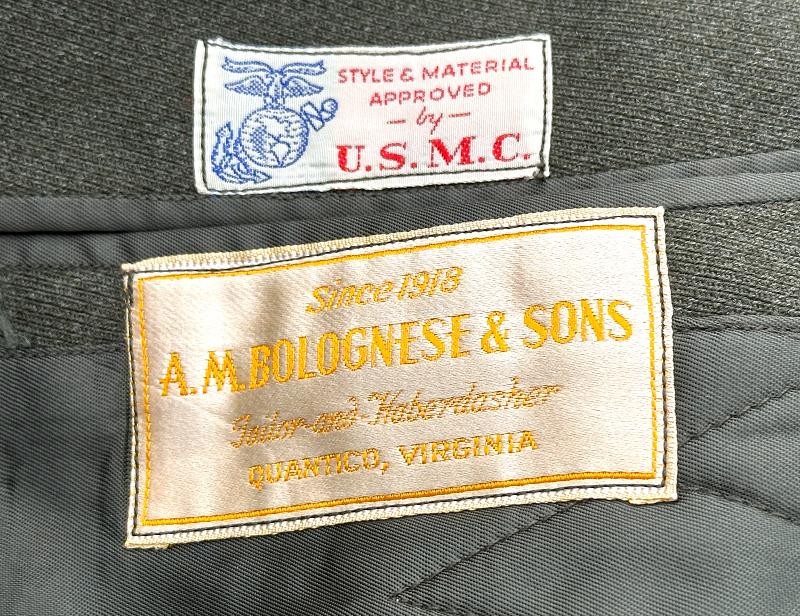 STYLE & MATERIAL
APPROVED
— by —
U.S.M.C.
Since 1918
A.M. BOLOGNESE & SONS
Tailor-and-Haberdasher
QUANTICO, VIRGINIA